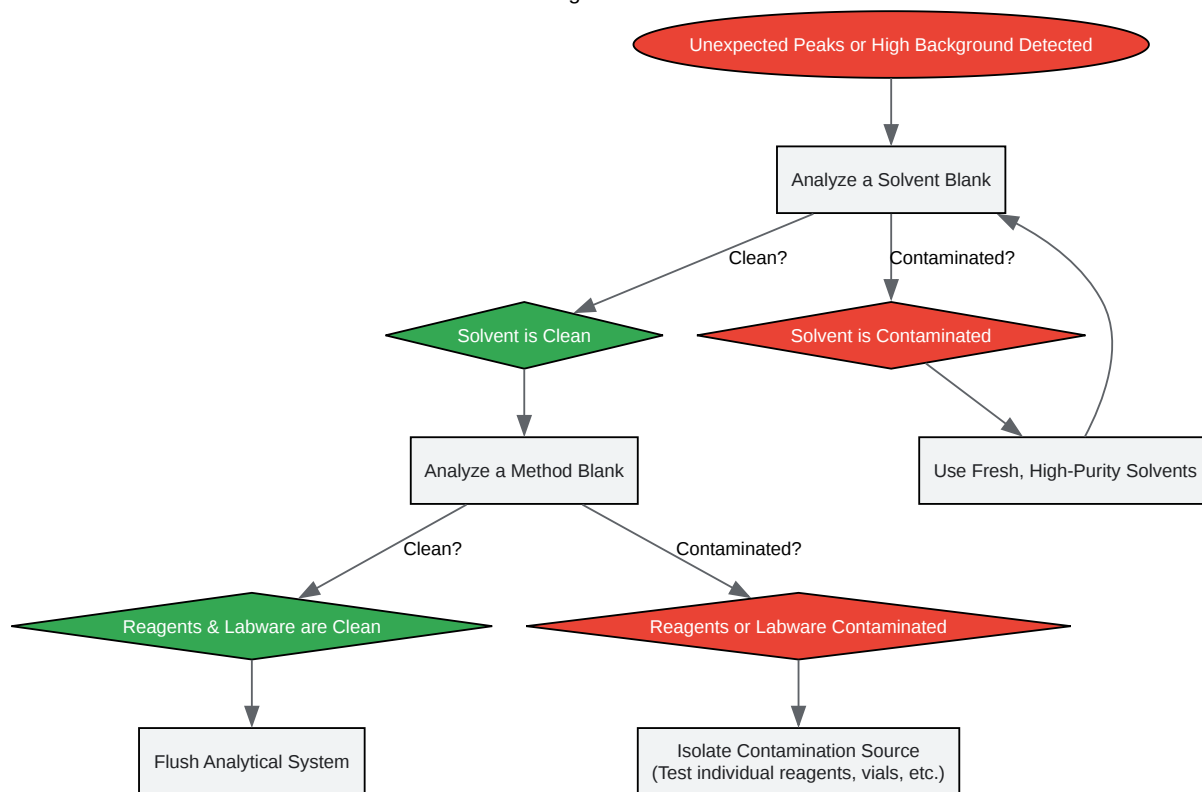 Unexpected Peaks or High Background Detected
Analyze a Solvent Blank
Clean?
Contaminated?
Solvent is Clean
Solvent is Contaminated
Analyze a Method Blank
Use Fresh, High-Purity Solvents
Clean?
Contaminated?
Reagents & Labware are Clean
Reagents or Labware Contaminated
Flush Analytical System
Isolate Contamination Source
(Test individual reagents, vials, etc.)